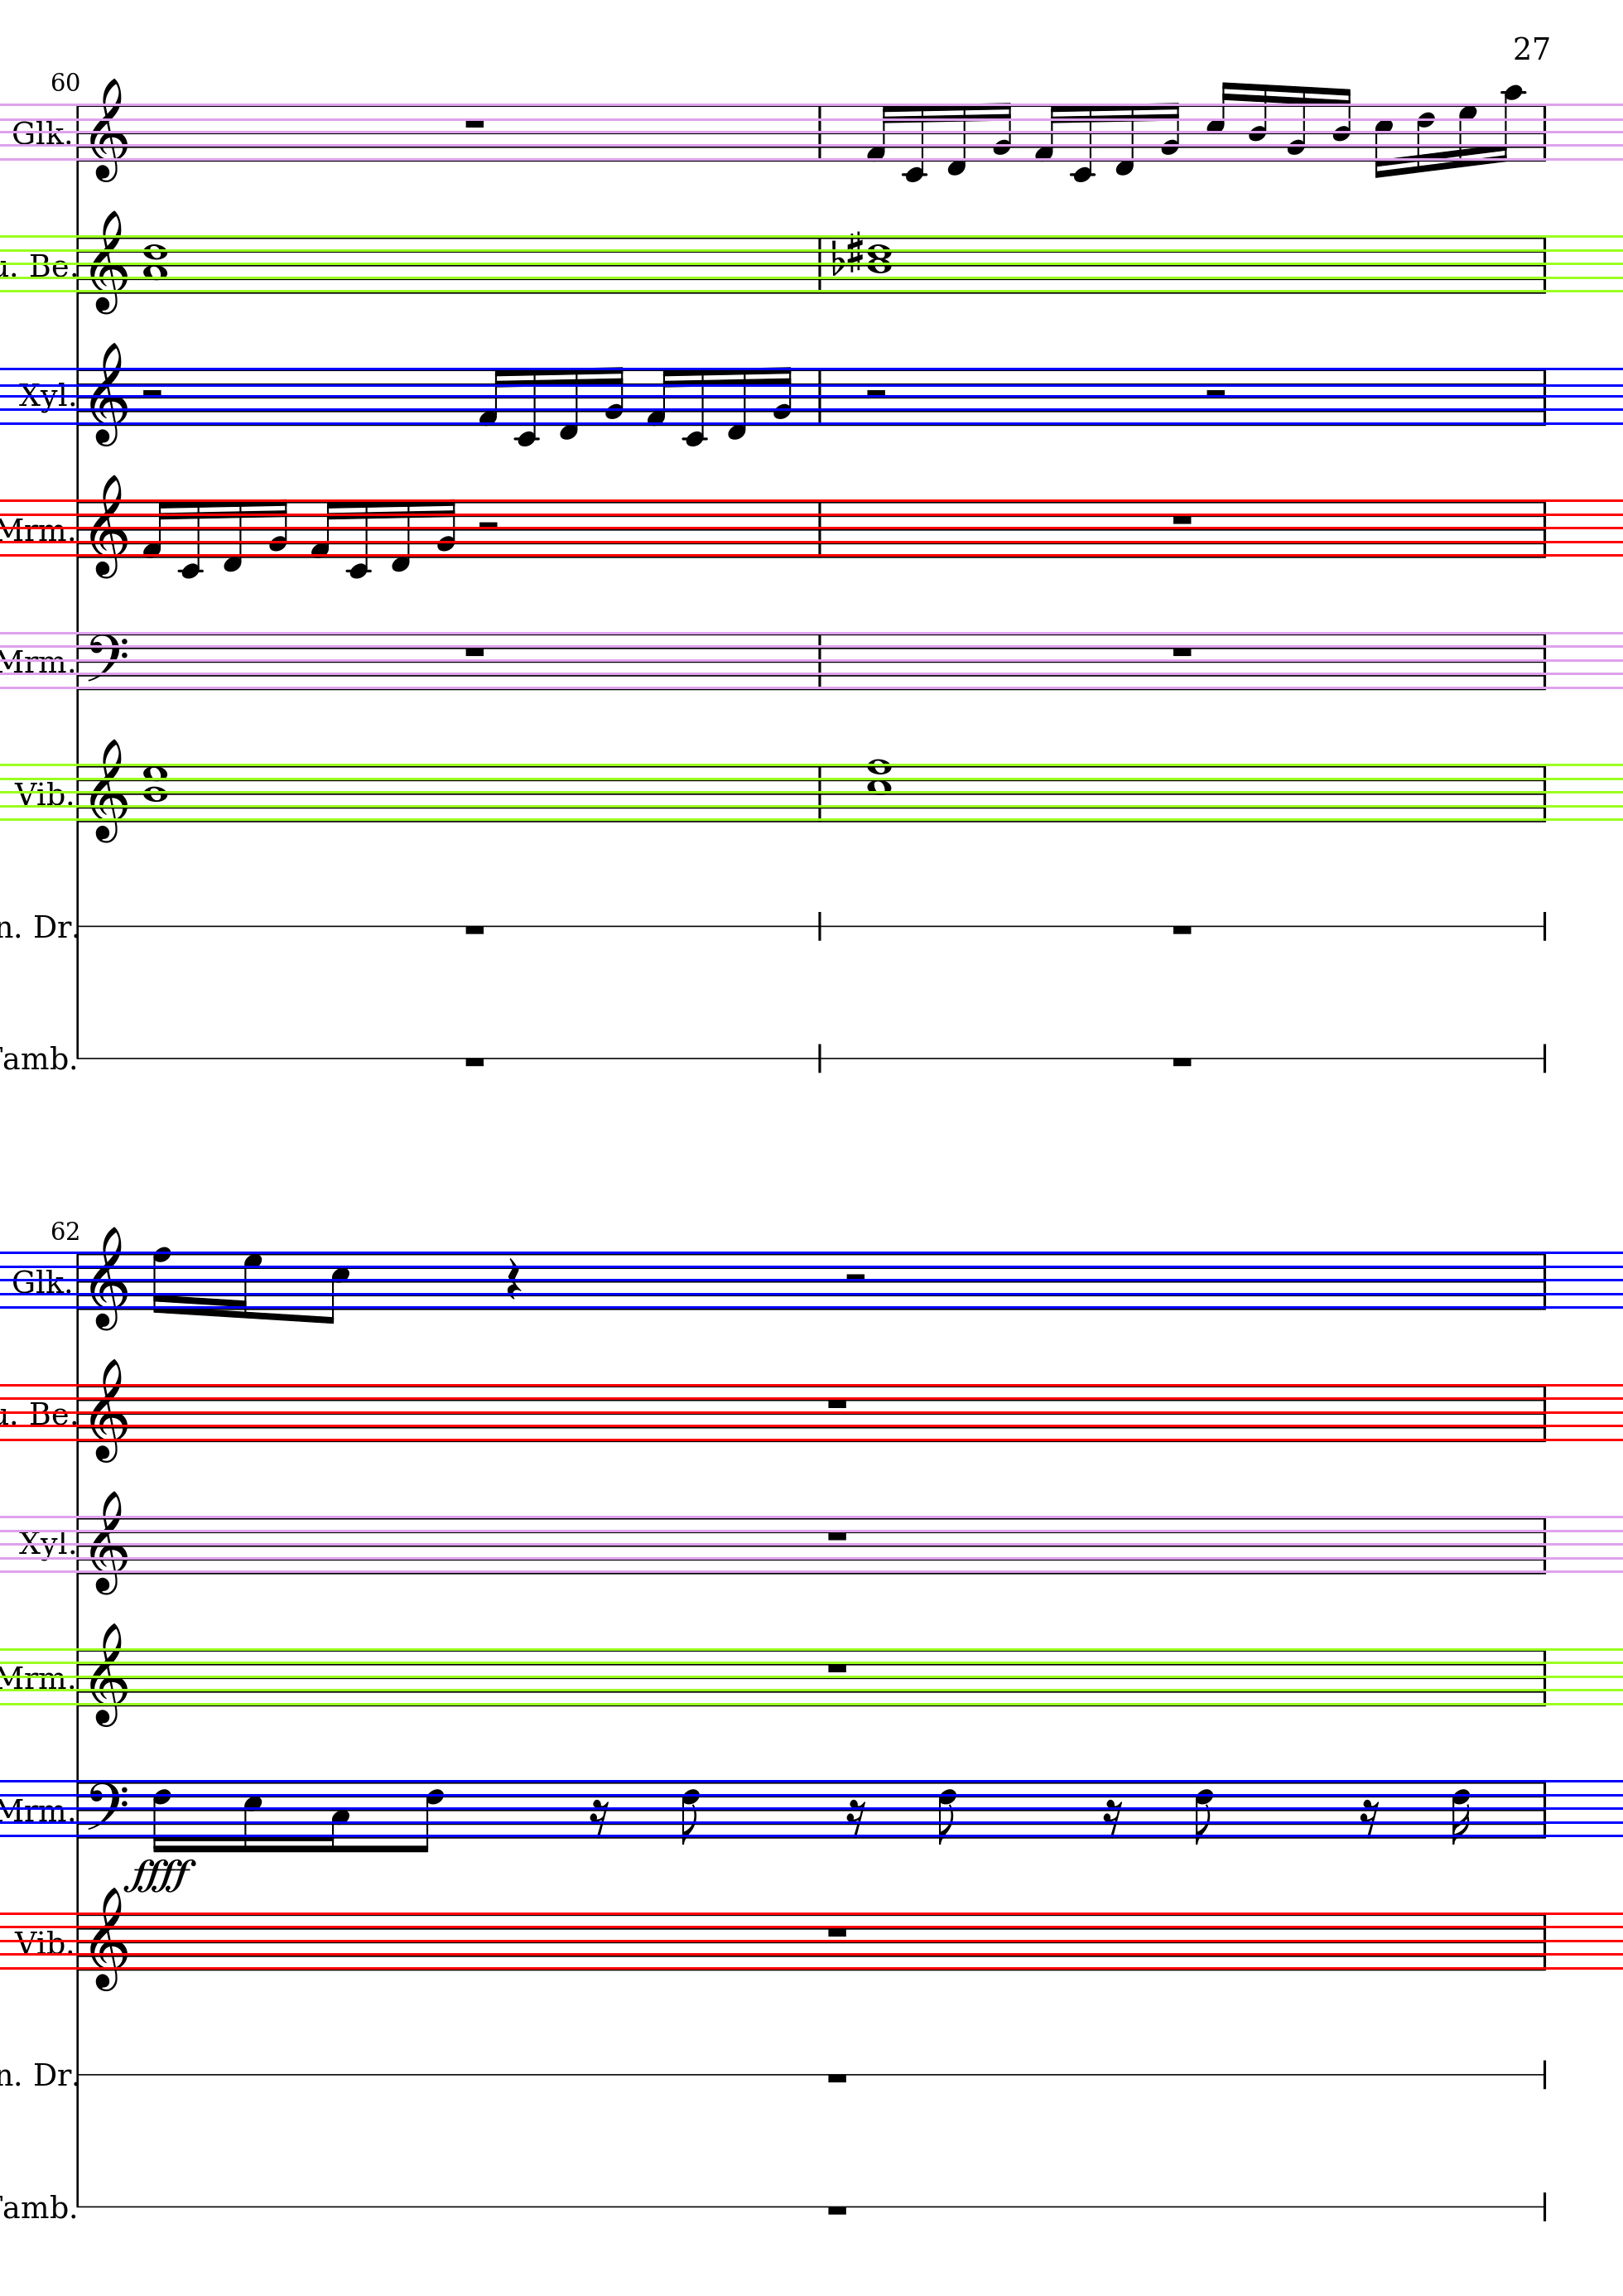 27
60
Glk.
u. Be.
Xyl.
Mrm.
Mrm.
Vib.
n. Dr.
Tamb.
62
Glk.
u. Be.
Xyl.
Mrm.
Mrm.
ffff
Vib.
n. Dr.
Tamb.